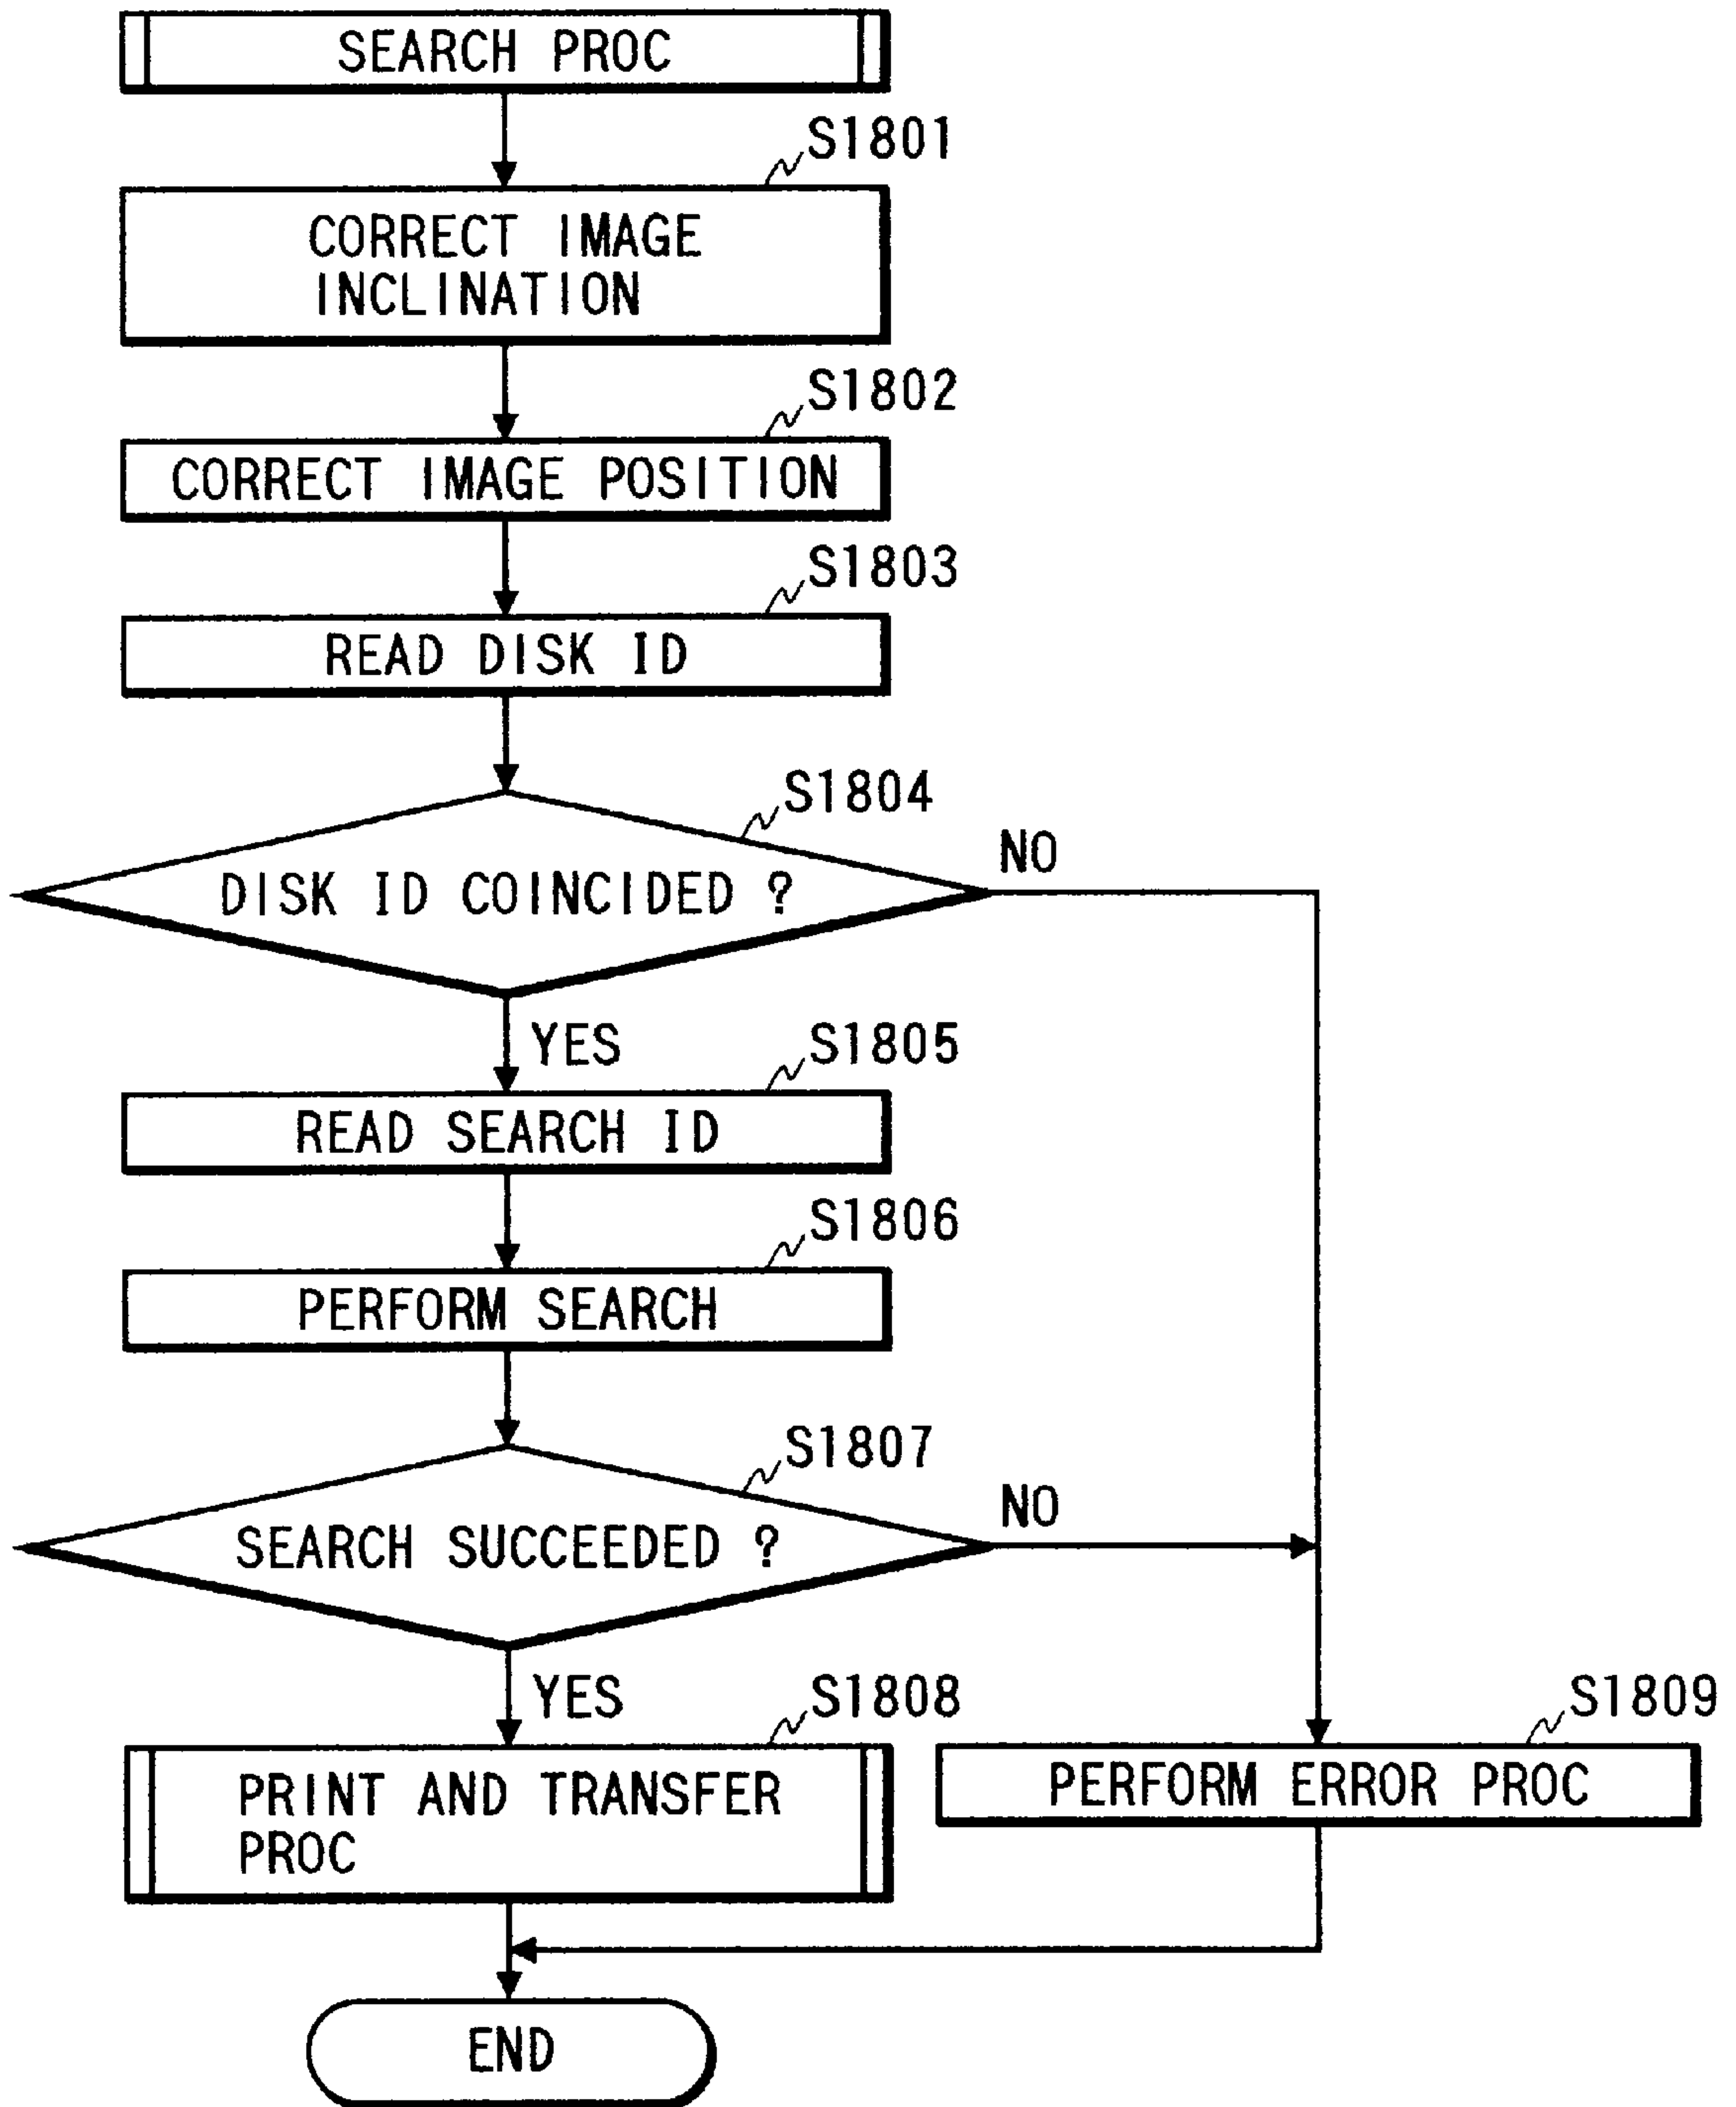 SEARCH PROC
S1801
CORRECT IMAGE
INCLINATION
S1802
CORRECT IMAGE POSITION
S1803
READ DISK ID
S1804
NO
DISK ID COINCIDED ?
YES
S1805
READ SEARCH ID
S1806
PERFORM SEARCH
S1807
NO
SEARCH SUCCEEDED ?
YES
S1808
S1809
PRINT AND TRANSFER
PROC
PERFORM ERROR PROC
END